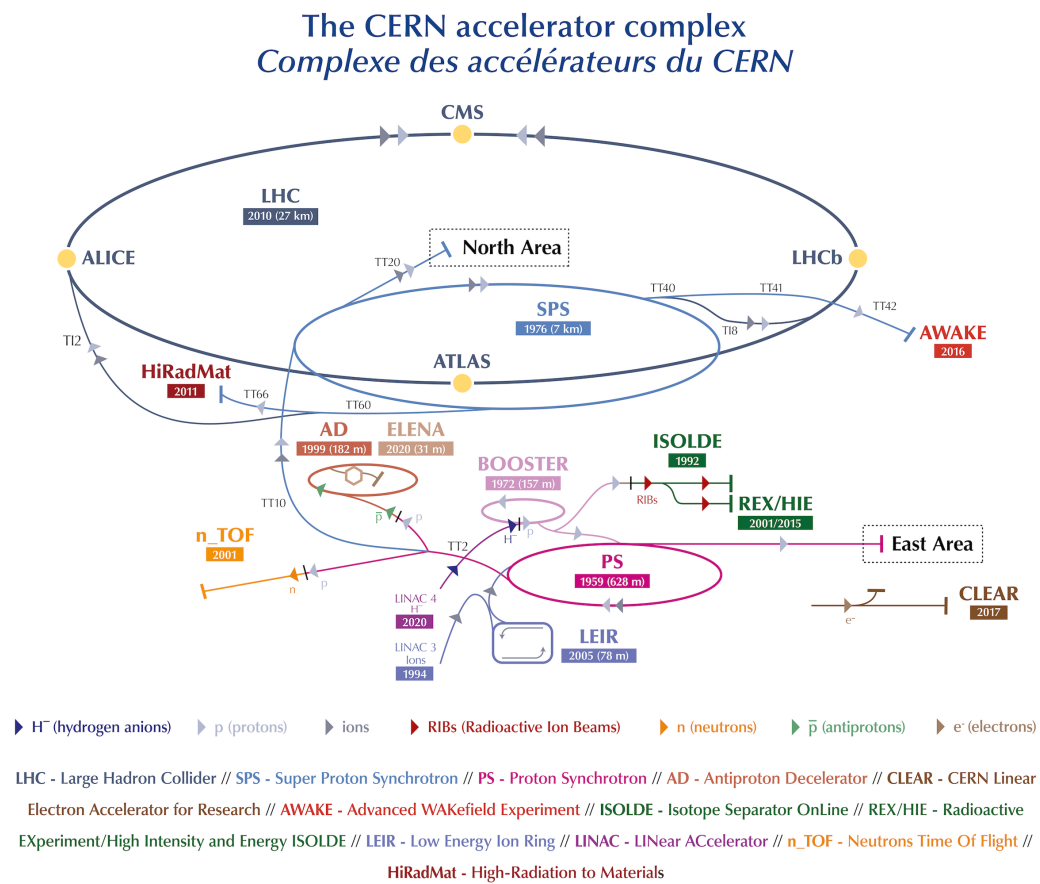 The CERN accelerator complex
Complexe des accélérateurs du CERN
CMS
LHC
2010 (27 km)
ALICE
North Area
LHCb
TT20
TT40
TT41
TT42
SPS
1976 (7 km)
TI8
TI2
AWAKE
2016
ATLAS
HiRadMat
2011
TT66
TT60
AD
1999 (182 m)
ELENA
2020 (31 m)
ISOLDE
1992
BOOSTER
1972 (157 m)
RIBs
REX/HIE
2001/2015
TT10
p̅
p
H⁻
p
n_TOF
2001
TT2
East Area
n
p
PS
1959 (628 m)
LINAC 4
H⁻
2020
CLEAR
2017
e⁻
LINAC 3
Ions
1994
LEIR
2005 (78 m)
H⁻ (hydrogen anions)
p (protons)
ions
RIBs (Radioactive Ion Beams)
n (neutrons)
p̅ (antiprotons)
e⁻ (electrons)
LHC - Large Hadron Collider // SPS - Super Proton Synchrotron // PS - Proton Synchrotron // AD - Antiproton Decelerator // CLEAR - CERN Linear
Electron Accelerator for Research // AWAKE - Advanced WAKefield Experiment // ISOLDE - Isotope Separator OnLine // REX/HIE - Radioactive
EXperiment/High Intensity and Energy ISOLDE // LEIR - Low Energy Ion Ring // LINAC - LINear ACcelerator // n_TOF - Neutrons Time Of Flight //
HiRadMat - High-Radiation to Materials